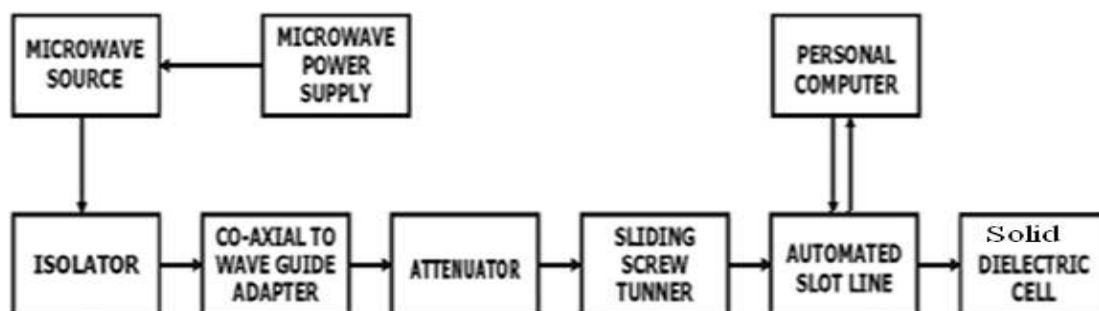 MICROWAVE
SOURCE
MICROWAVE
POWER
SUPPLY
PERSONAL
COMPUTER
ISOLATOR
CO-AXIAL TO
WAVE GUIDE
ADAPTER
ATTENUATOR
SLIDING
SCREW
TUNNER
AUTOMATED
SLOT LINE
Solid
DIELECTRIC
CELL